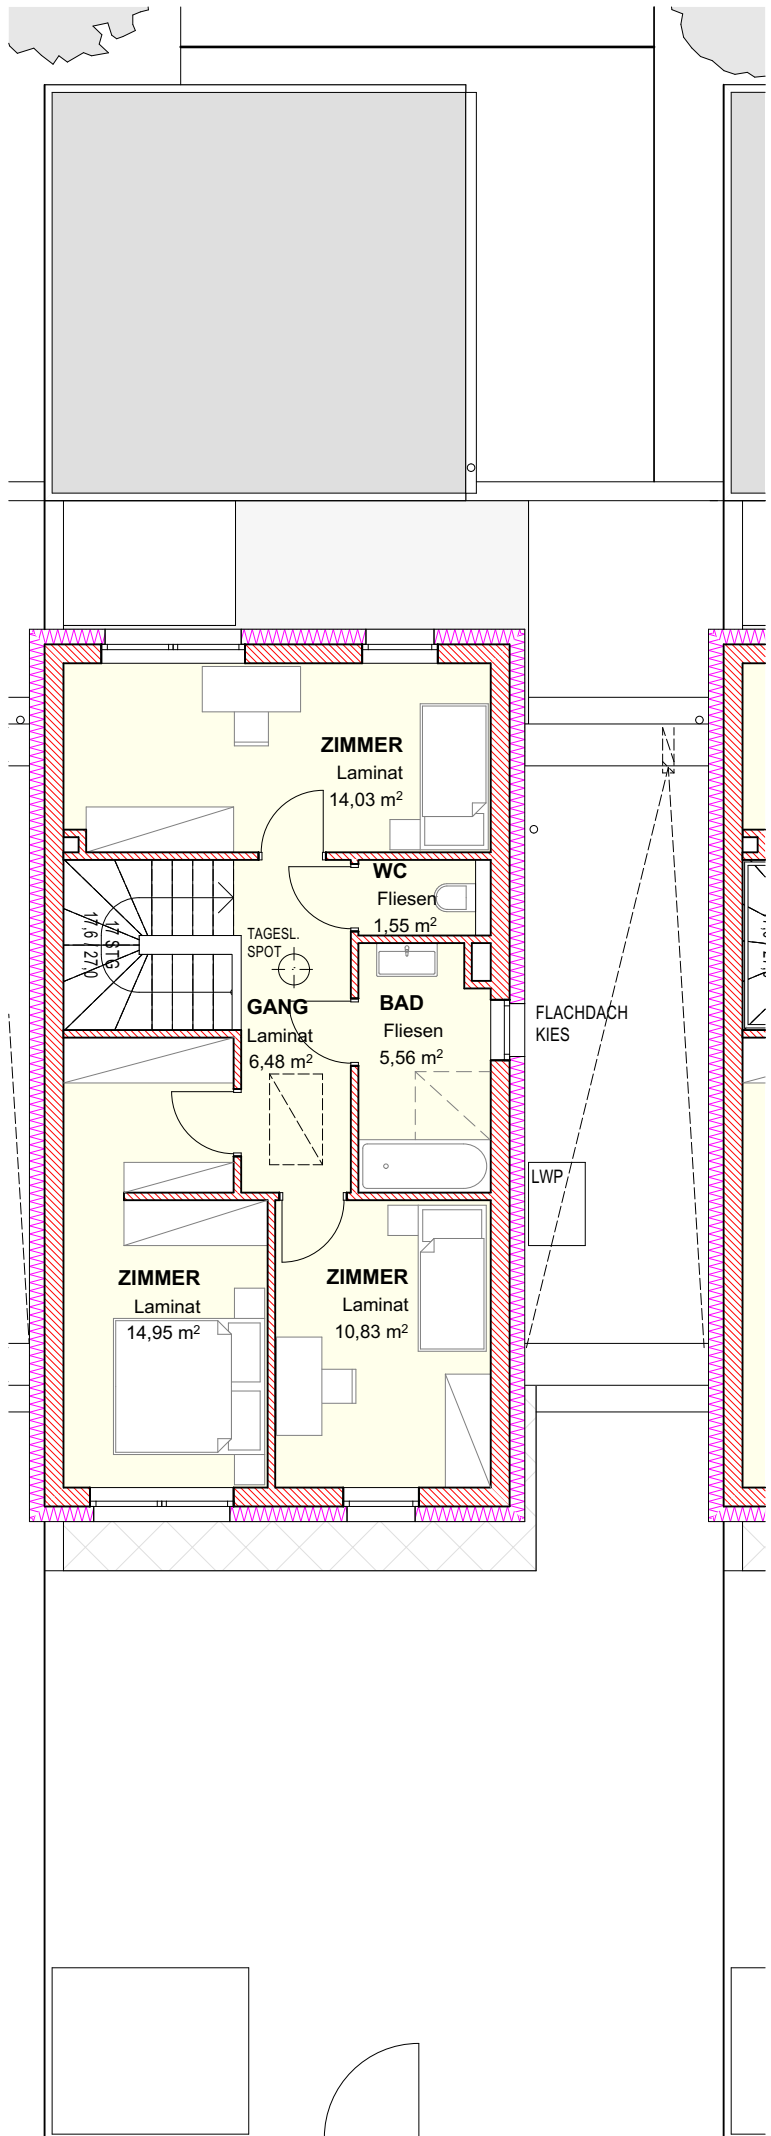 ZIMMER
Laminat
14,03 m²
WC
Fliesen
1,55 m²
17 STG
17,6 / 27,0
TAGESL.
SPOT
GANG
Laminat
6,48 m²
BAD
Fliesen
5,56 m²
FLACHDACH
KIES
LWP
ZIMMER
Laminat
14,95 m²
ZIMMER
Laminat
10,83 m²